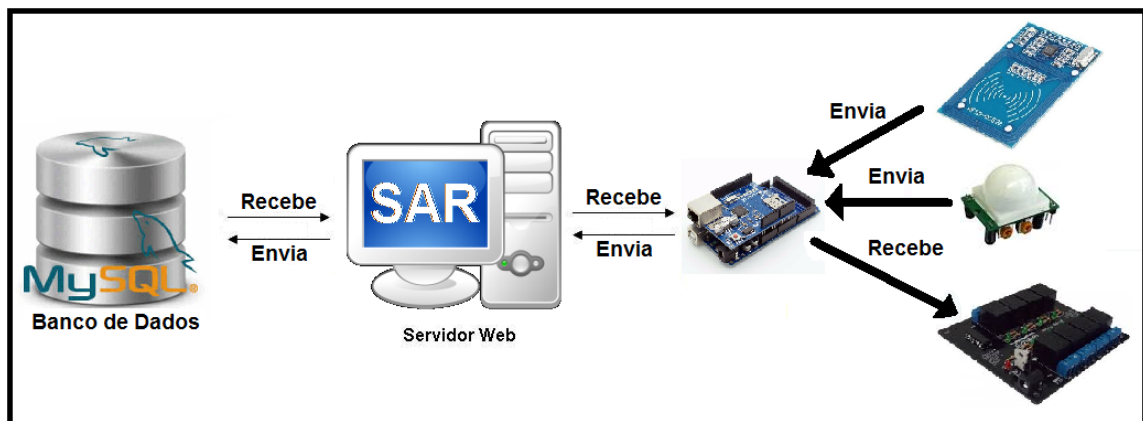 MySQL®
Banco de Dados
Recebe
Envia
SAR
Servidor Web
Recebe
Envia
Envia
Envia
Recebe